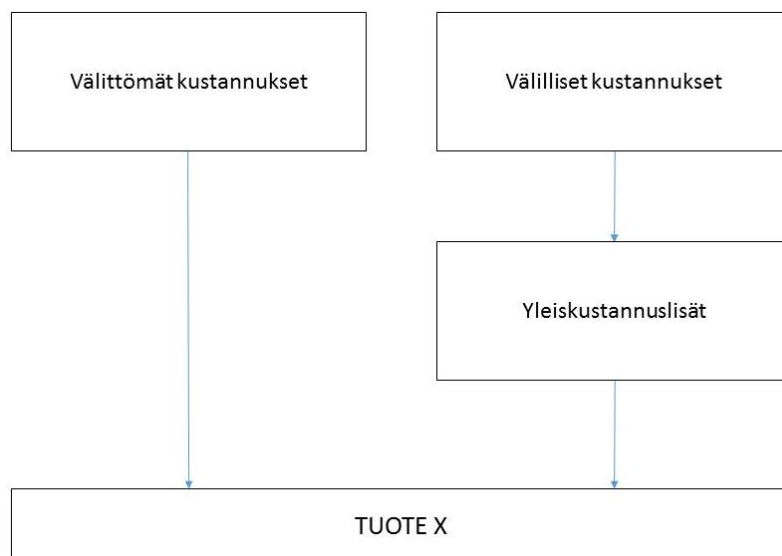 Välittömät kustannukset
Välilliset kustannukset
Yleiskustannuslisät
TUOTE X